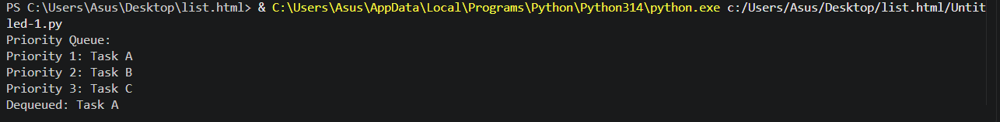 PS C:\Users\Asus\Desktop\list.html> & C:\Users\Asus\AppData\Local\Programs\Python\Python314\python.exe c:/Users/Asus/Desktop/list.html/Untit
led-1.py
Priority Queue:
Priority 1: Task A
Priority 2: Task B
Priority 3: Task C
Dequeued: Task A